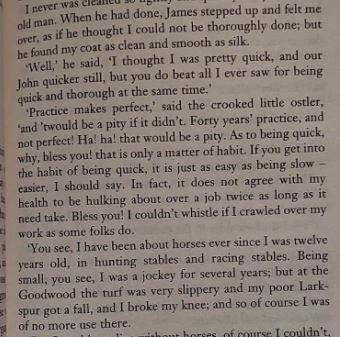 I never was cleaned so lightly and
old man. When he had done, James stepped up and felt me
over, as if he thought I could not be thoroughly done; but
he found my coat as clean and smooth as silk.
'Well,' he said, 'I thought I was pretty quick, and our
John quicker still, but you do beat all I ever saw for being
quick and thorough at the same time.'
'Practice makes perfect,' said the crooked little ostler,
'and 'twould be a pity if it didn't. Forty years' practice, and
not perfect! Ha! ha! that would be a pity. As to being quick,
why, bless you! that is only a matter of habit. If you get into
the habit of being quick, it is just as easy as being slow –
easier, I should say. In fact, it does not agree with my
health to be hulking about over a job twice as long as it
need take. Bless you! I couldn't whistle if I crawled over my
work as some folks do.
'You see, I have been about horses ever since I was twelve
years old, in hunting stables and racing stables. Being
small, you see, I was a jockey for several years; but at the
Goodwood the turf was very slippery and my poor Lark-
spur got a fall, and I broke my knee; and so of course I was
of no more use there.
without horses, of course I couldn't,